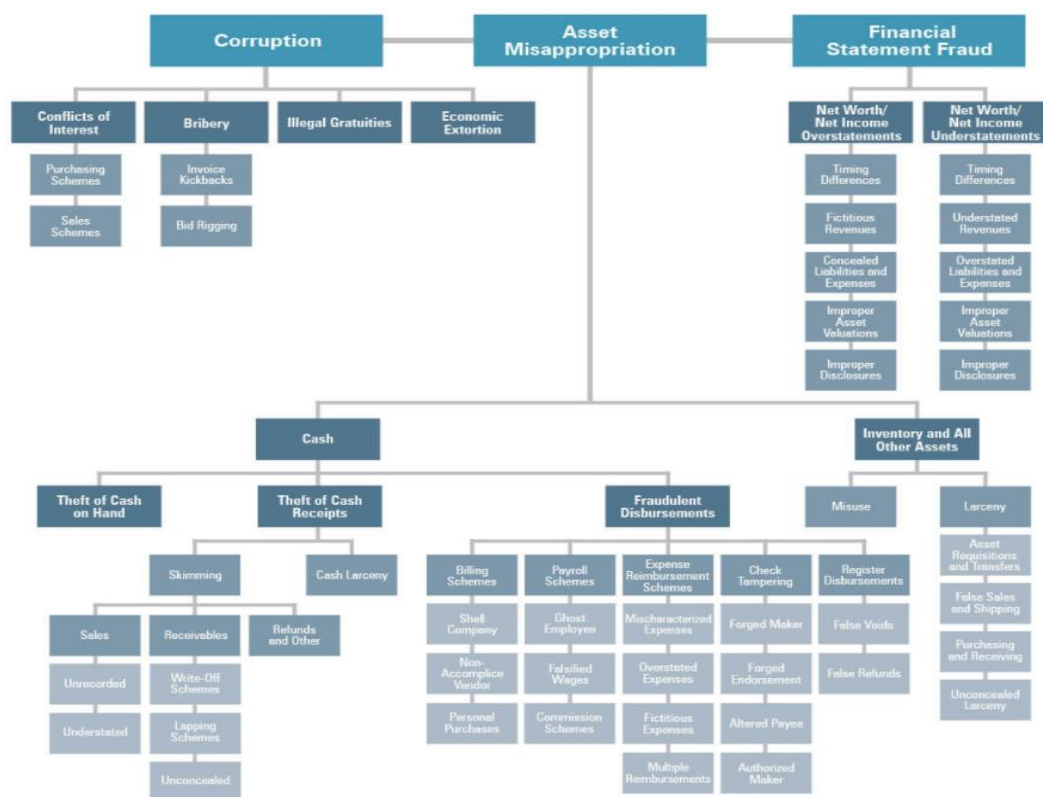 Corruption
Asset
Misappropriation
Financial
Statement Fraud
Conflicts of
Interest
Bribery
Illegal Gratuities
Economic
Extortion
Net Worth/
Net Income
Overstatements
Net Worth/
Net Income
Understatements
Purchasing
Schemes
Sales
Schemes
Invoice
Kickbacks
Bid Rigging
Timing
Differences
Fictitious
Revenues
Concealed
Liabilities and
Expenses
Improper
Asset
Valuations
Improper
Disclosures
Timing
Differences
Understated
Revenues
Overstated
Liabilities and
Expenses
Improper
Asset
Valuations
Improper
Disclosures
Cash
Inventory and All
Other Assets
Theft of Cash
on Hand
Theft of Cash
Receipts
Fraudulent
Disbursements
Misuse
Larceny
Asset
Requisitions
and Transfers
False Sales
and Shipping
Purchasing
and Receiving
Unconcealed
Larceny
Skimming
Cash Larceny
Sales
Unrecorded
Understated
Receivables
Write-Off
Schemes
Lapping
Schemes
Unconcealed
Refunds
and Other
Billing
Schemes
Shell
Company
Non-
Accomplice
Vendor
Personal
Purchases
Payroll
Schemes
Ghost
Employee
Falsified
Wages
Commission
Schemes
Expense
Reimbursement
Schemes
Mischaracterized
Expenses
Overstated
Expenses
Fictitious
Expenses
Multiple
Reimbursements
Check
Tampering
Forged Maker
Forged
Endorsement
Altered Payee
Authorized
Maker
Register
Disbursements
False Voids
False Refunds